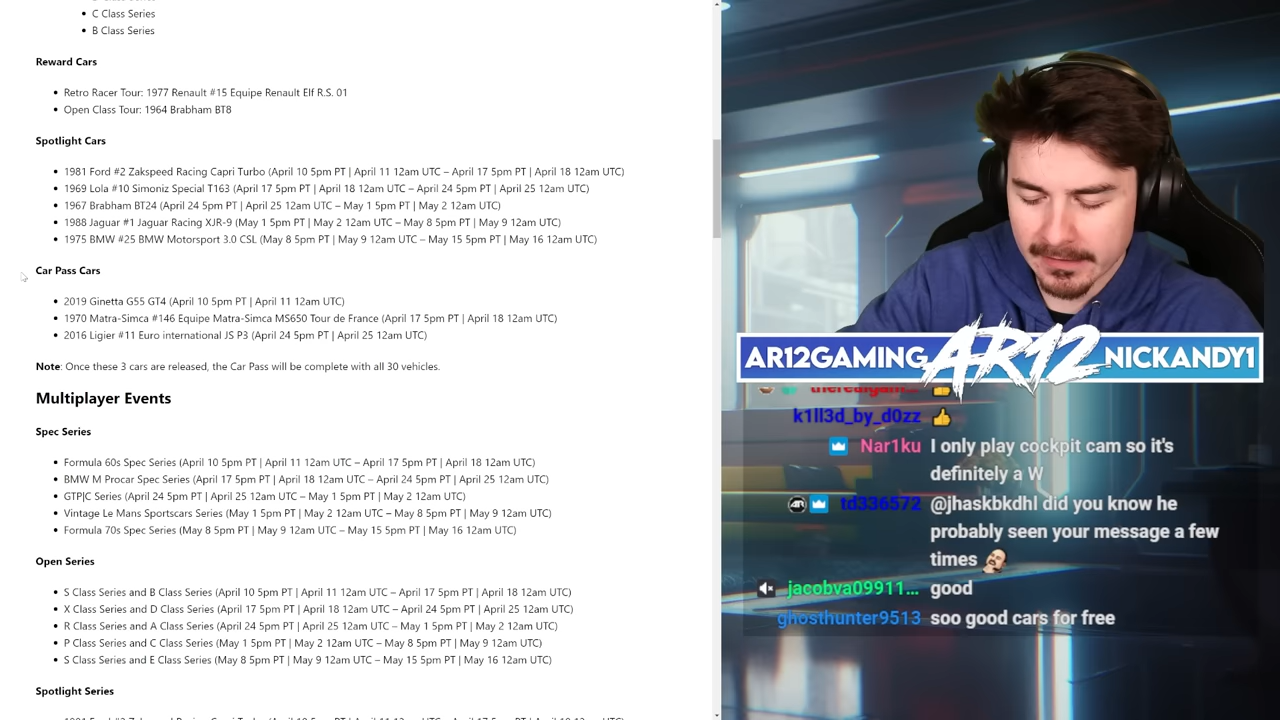 C Class Series
B Class Series
Reward Cars
Retro Racer Tour: 1977 Renault #15 Equipe Renault Elf R.S. 01
Open Class Tour: 1964 Brabham BT8
Spotlight Cars
1981 Ford #2 Zakspeed Racing Capri Turbo (April 10 5pm PT | April 11 12am UTC – April 17 5pm PT | April 18 12am UTC)
1969 Lola #10 Simoniz Special T163 (April 17 5pm PT | April 18 12am UTC – April 24 5pm PT | April 25 12am UTC)
1967 Brabham BT24 (April 24 5pm PT | April 25 12am UTC – May 1 5pm PT | May 2 12am UTC)
1988 Jaguar #1 Jaguar Racing XJR-9 (May 1 5pm PT | May 2 12am UTC – May 8 5pm PT | May 9 12am UTC)
1975 BMW #25 BMW Motorsport 3.0 CSL (May 8 5pm PT | May 9 12am UTC – May 15 5pm PT | May 16 12am UTC)
Car Pass Cars
2019 Ginetta G55 GT4 (April 10 5pm PT | April 11 12am UTC)
1970 Matra-Simca #146 Equipe Matra-Simca MS650 Tour de France (April 17 5pm PT | April 18 12am UTC)
2016 Ligier #11 Euro international JS P3 (April 24 5pm PT | April 25 12am UTC)
Note: Once these 3 cars are released, the Car Pass will be complete with all 30 vehicles.
Multiplayer Events
Spec Series
Formula 60s Spec Series (April 10 5pm PT | April 11 12am UTC – April 17 5pm PT | April 18 12am UTC)
BMW M Procar Spec Series (April 17 5pm PT | April 18 12am UTC – April 24 5pm PT | April 25 12am UTC)
GTP|C Series (April 24 5pm PT | April 25 12am UTC – May 1 5pm PT | May 2 12am UTC)
Vintage Le Mans Sportscars Series (May 1 5pm PT | May 2 12am UTC – May 8 5pm PT | May 9 12am UTC)
Formula 70s Spec Series (May 8 5pm PT | May 9 12am UTC – May 15 5pm PT | May 16 12am UTC)
Open Series
S Class Series and B Class Series (April 10 5pm PT | April 11 12am UTC – April 17 5pm PT | April 18 12am UTC)
X Class Series and D Class Series (April 17 5pm PT | April 18 12am UTC – April 24 5pm PT | April 25 12am UTC)
R Class Series and A Class Series (April 24 5pm PT | April 25 12am UTC – May 1 5pm PT | May 2 12am UTC)
P Class Series and C Class Series (May 1 5pm PT | May 2 12am UTC – May 8 5pm PT | May 9 12am UTC)
S Class Series and E Class Series (May 8 5pm PT | May 9 12am UTC – May 15 5pm PT | May 16 12am UTC)
Spotlight Series
AR12GAMING AR12 NICKANDY1
k1ll3d_by_d0zz 👍
Nar1ku I only play cockpit cam so it's
definitely a W
td336572 @jhaskbkdhl did you know he
probably seen your message a few
times
jacobva09911... good
ghosthunter9513 soo good cars for free